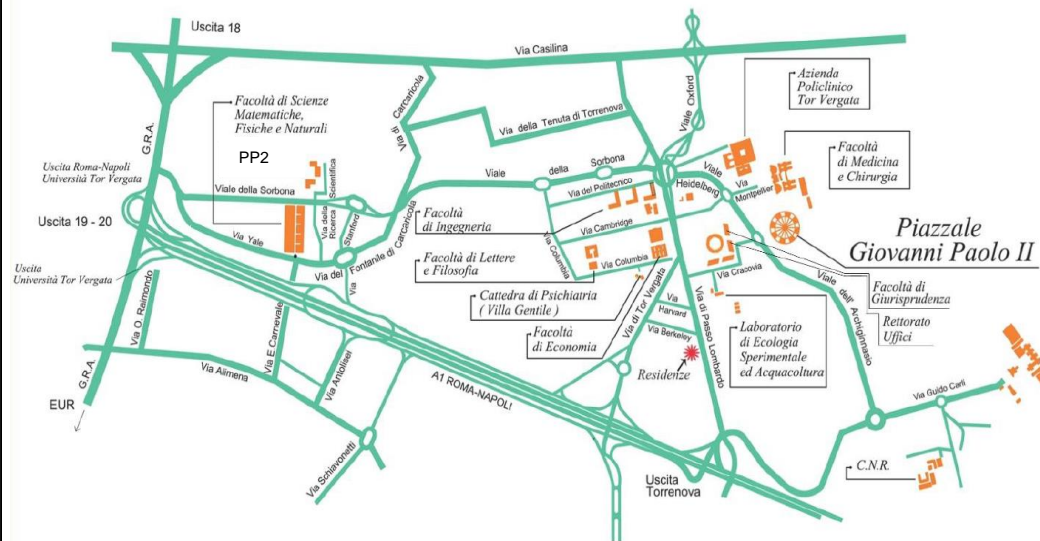 Uscita 18
Via Casilina
Azienda
Policlinico
Tor Vergata
G.R.A.
Facoltà di Scienze
Matematiche,
Fisiche e Naturali
PP2
Via di Carcaricola
Via della Tenuta di Torrenova
Viale Oxford
Facoltà
di Medicina
e Chirurgia
Uscita Roma-Napoli
Università Tor Vergata
Viale della Sorbona
Via della
Ricerca
Scientifica
Stanford
Viale della Sorbona
Via del Politecnico
Viale
Heidelberg
Via
Montpellier
Uscita 19 - 20
Via Yale
Via del Fontanile di Carcaricola
Via
Facoltà
di Ingegneria
Via Cambridge
Via Columbia
Via Columbia
Piazzale
Giovanni Paolo II
Uscita
Università Tor Vergata
Facoltà di Lettere
e Filosofia
Via Cracovia
Viale dell' Archiginnasio
Facoltà di
Giurisprudenza
Rettorato
Uffici
Via O. Raimondo
Via E Carnevale
Via Antolisei
Cattedra di Psichiatria
( Villa Gentile )
Via di Tor Vergata
Via
Harvard
Via Berkeley
Via di Passo Lombardo
Facoltà
di Economia
Laboratorio
di Ecologia
Sperimentale
ed Acquacoltura
Residenze
G.R.A.
EUR
Via Alimena
A1 ROMA-NAPOLI
Via Guido Carli
Via Schiavonetti
Uscita
Torrenova
C.N.R.